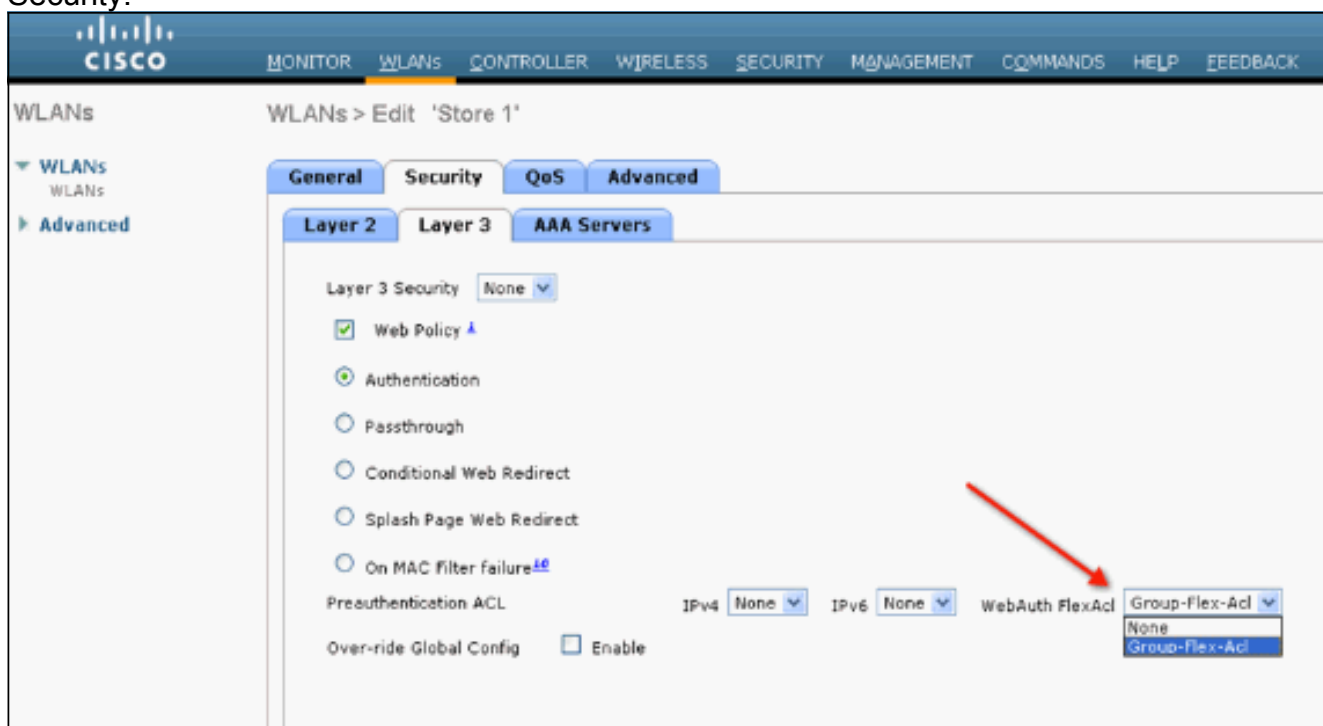 Security:
CISCO
MONITOR WLANs CONTROLLER WIRELESS SECURITY MANAGEMENT COMMANDS HELP FEEDBACK
WLANs
WLANs > Edit 'Store 1'
WLANs
WLANs
Advanced
General Security QoS Advanced
Layer 2 Layer 3 AAA Servers
Layer 3 Security None
Web Policy 1
Authentication
Passthrough
Conditional Web Redirect
Splash Page Web Redirect
On MAC Filter failure10
Preauthentication ACL IPv4 None IPv6 None WebAuth FlexAcl Group-Flex-Acl
None
Group-Flex-Acl
Over-ride Global Config Enable